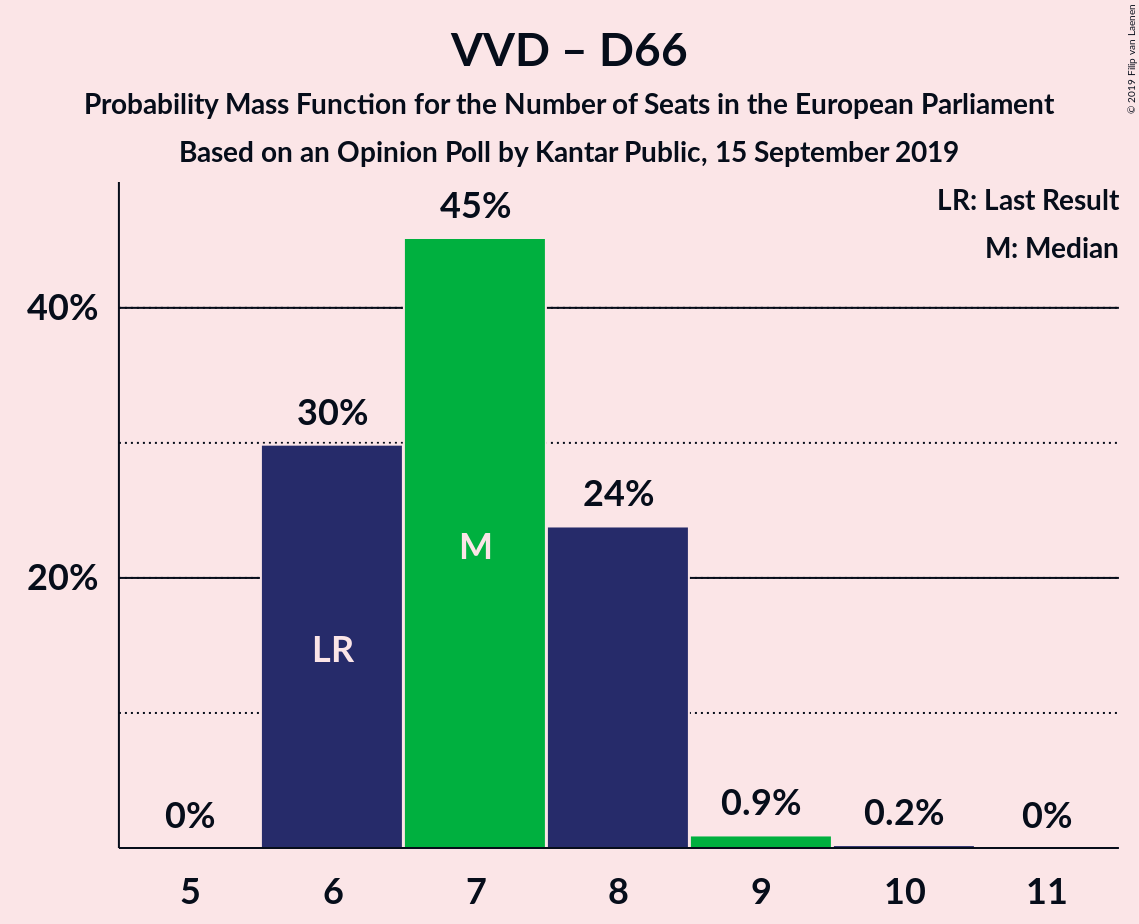 VVD – D66
Probability Mass Function for the Number of Seats in the European Parliament
Based on an Opinion Poll by Kantar Public, 15 September 2019
© 2019 Filip van Laenen
LR: Last Result
M: Median
45%
40%
30%
24%
M
20%
LR
0%
0.9%
0.2%
0%
5 6 7 8 9 10 11